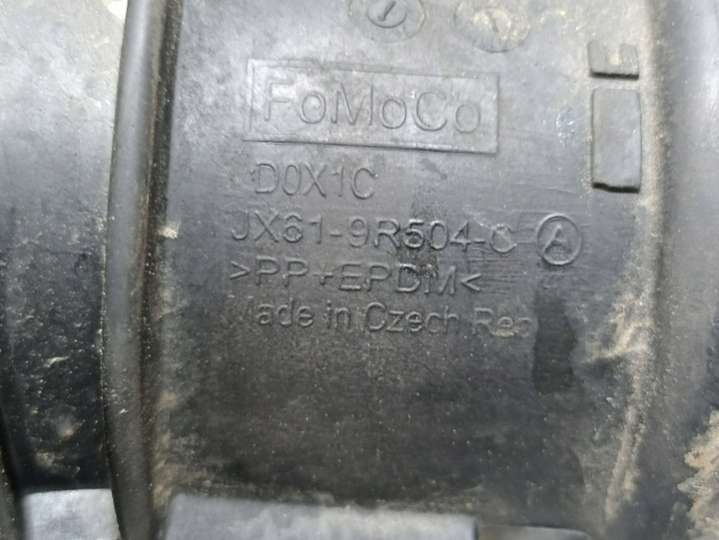 FoMoCo
D0X1C
JX61-9R504-C A
>PP+EPDM<
Made in Czech Rep